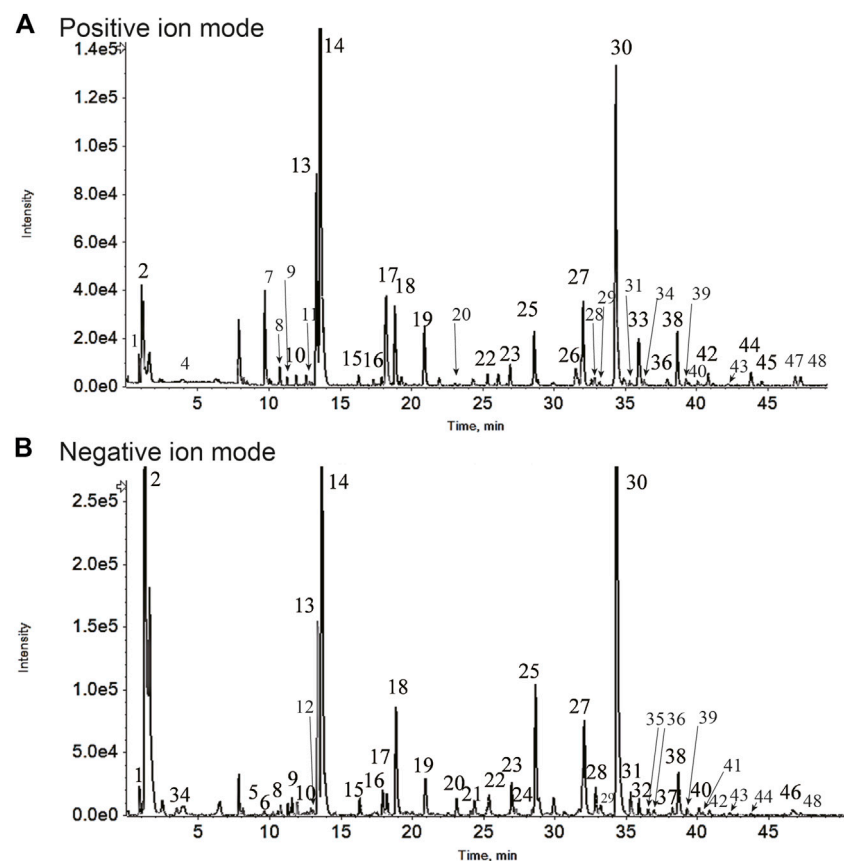 A Positive ion mode
1.4e5
1.2e5
1.0e5
8.0e4
6.0e4
4.0e4
2.0e4
0.0e0
Intensity
1 2 4 7 8 9 10 11 13 14 15 16 17 18 19 20 22 23 25 26 27 28 29 30 31 33 34 36 38 39 40 42 43 44 45 47 48
5 10 15 20 25 30 35 40 45
Time, min
B Negative ion mode
2.5e5
2.0e5
1.5e5
1.0e5
5.0e4
0.0e0
Intensity
1 2 34 5 6 8 9 10 12 13 14 15 16 17 18 19 20 21 22 23 24 25 27 28 29 30 31 32 35 36 37 38 39 40 41 42 43 44 46 48
5 10 15 20 25 30 35 40 45 50
Time, min